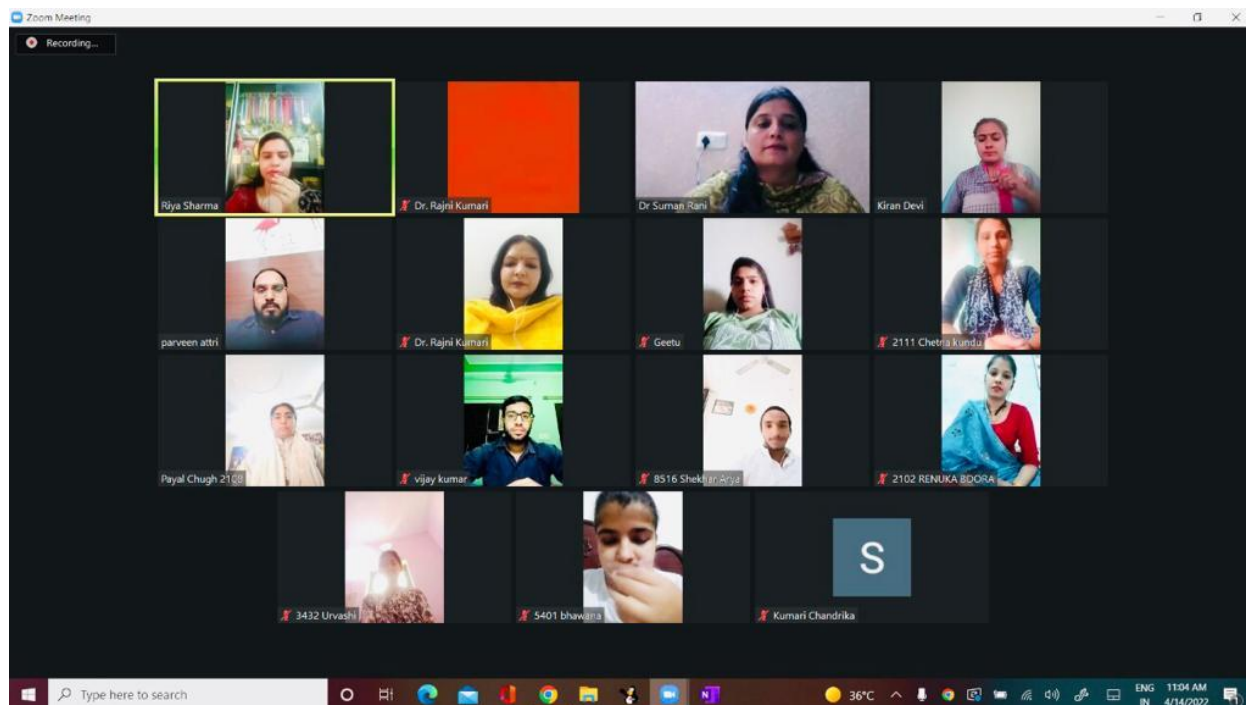 Zoom Meeting
Recording...
Riya Sharma
Dr. Rajni Kumari
Dr Suman Rani
Kiran Devi
parveen attri
Dr. Rajni Kumari
Geetu
2111 Chetna kundu
Payal Chugh 2108
vijay kumar
8516 Shekhar Arya
2102 RENUKA BOORA
3432 Urvashi
5401 bhawana
S
Kumari Chandrika
Type here to search
36°C
ENG
IN
11:04 AM
4/14/2022